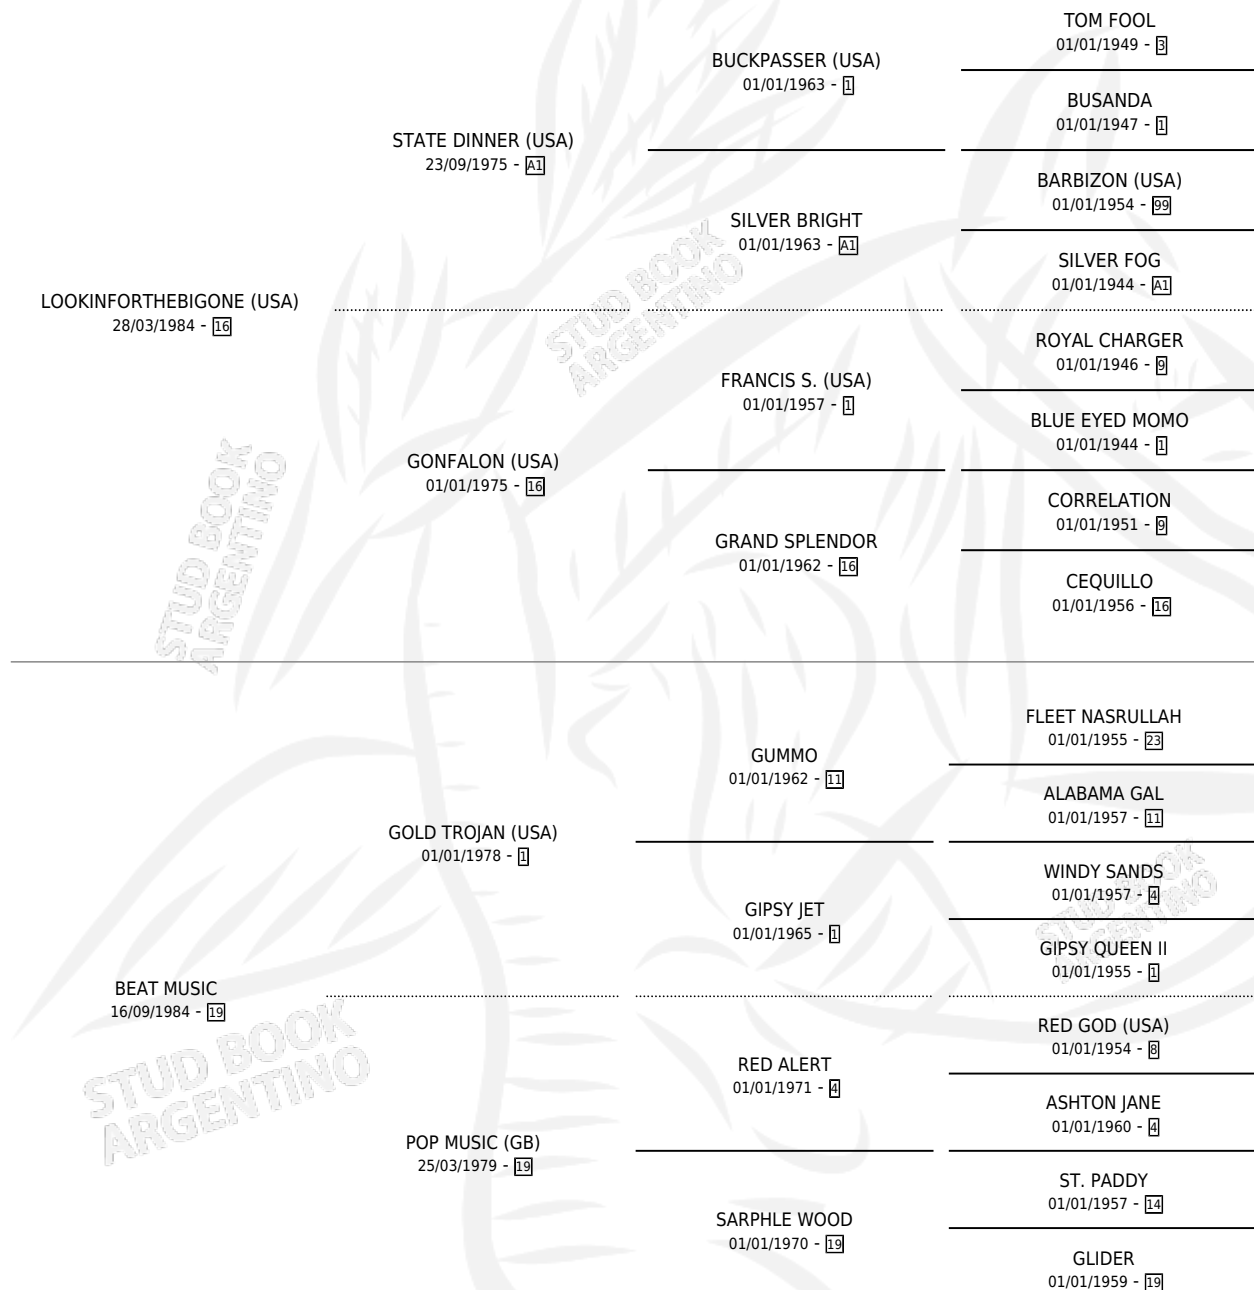 TOM FOOL
01/01/1949 - 3
BUCKPASSER (USA)
01/01/1963 - 1
BUSANDA
01/01/1947 - 1
STATE DINNER (USA)
23/09/1975 - A1
BARBIZON (USA)
01/01/1954 - 99
SILVER BRIGHT
01/01/1963 - A1
SILVER FOG
01/01/1944 - A1
LOOKINFORTHEBIGONE (USA)
28/03/1984 - 16
ROYAL CHARGER
01/01/1946 - 9
FRANCIS S. (USA)
01/01/1957 - 1
BLUE EYED MOMO
01/01/1944 - 1
GONFALON (USA)
01/01/1975 - 16
CORRELATION
01/01/1951 - 9
GRAND SPLENDOR
01/01/1962 - 16
CEQUILLO
01/01/1956 - 16
FLEET NASRULLAH
01/01/1955 - 23
GUMMO
01/01/1962 - 11
ALABAMA GAL
01/01/1957 - 11
GOLD TROJAN (USA)
01/01/1978 - 1
WINDY SANDS
01/01/1957 - 4
GIPSY JET
01/01/1965 - 1
GIPSY QUEEN II
01/01/1955 - 1
BEAT MUSIC
16/09/1984 - 19
RED GOD (USA)
01/01/1954 - 8
RED ALERT
01/01/1971 - 4
ASHTON JANE
01/01/1960 - 4
POP MUSIC (GB)
25/03/1979 - 19
ST. PADDY
01/01/1957 - 14
SARPHLE WOOD
01/01/1970 - 19
GLIDER
01/01/1959 - 19
STUD BOOK
ARGENTINO
STUD BOOK
ARGENTINO
STUD BOOK
ARGENTINO
STUD BOOK
ARGENTINO